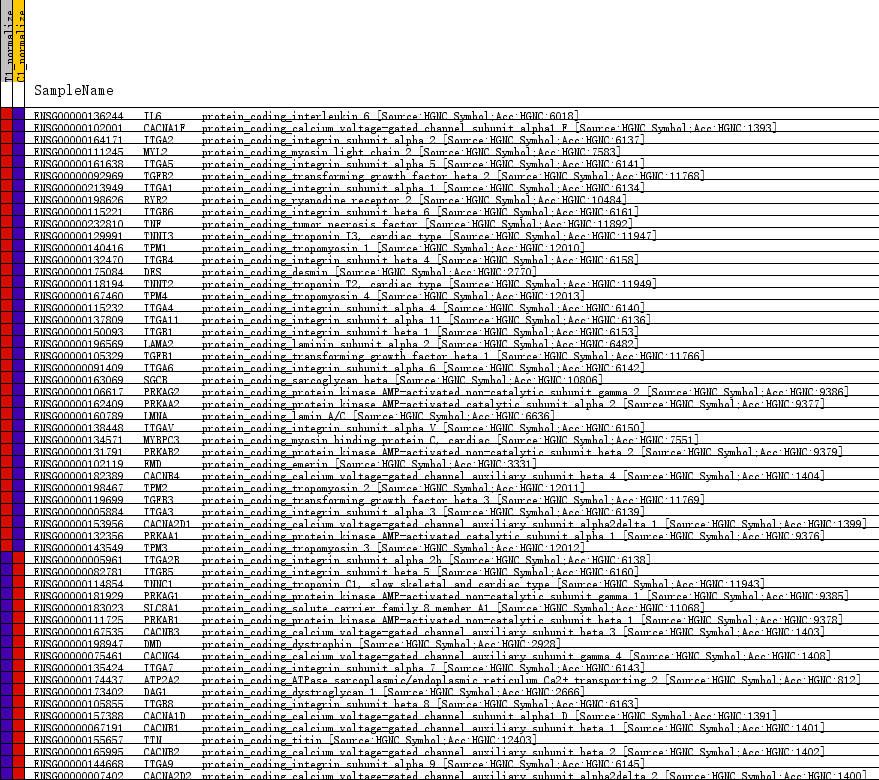 T1_normalize
C1_normalize
SampleName
ENSG00000136244 IL6 protein_coding_interleukin 6 [Source:HGNC Symbol;Acc:HGNC:6018]
ENSG00000102001 CACNA1F protein_coding_calcium voltage-gated channel subunit alpha1 F [Source:HGNC Symbol;Acc:HGNC:1393]
ENSG00000164171 ITGA2 protein_coding_integrin subunit alpha 2 [Source:HGNC Symbol;Acc:HGNC:6137]
ENSG00000111245 MYL2 protein_coding_myosin light chain 2 [Source:HGNC Symbol;Acc:HGNC:7583]
ENSG00000161638 ITGA5 protein_coding_integrin subunit alpha 5 [Source:HGNC Symbol;Acc:HGNC:6141]
ENSG00000092969 TGFB2 protein_coding_transforming growth factor beta 2 [Source:HGNC Symbol;Acc:HGNC:11768]
ENSG00000213949 ITGA1 protein_coding_integrin subunit alpha 1 [Source:HGNC Symbol;Acc:HGNC:6134]
ENSG00000198626 RYR2 protein_coding_ryanodine receptor 2 [Source:HGNC Symbol;Acc:HGNC:10484]
ENSG00000115221 ITGB6 protein_coding_integrin subunit beta 6 [Source:HGNC Symbol;Acc:HGNC:6161]
ENSG00000232810 TNF protein_coding_tumor necrosis factor [Source:HGNC Symbol;Acc:HGNC:11892]
ENSG00000129991 TNNI3 protein_coding_troponin I3, cardiac type [Source:HGNC Symbol;Acc:HGNC:11947]
ENSG00000140416 TPM1 protein_coding_tropomyosin 1 [Source:HGNC Symbol;Acc:HGNC:12010]
ENSG00000132470 ITGB4 protein_coding_integrin subunit beta 4 [Source:HGNC Symbol;Acc:HGNC:6158]
ENSG00000175084 DES protein_coding_desmin [Source:HGNC Symbol;Acc:HGNC:2770]
ENSG00000118194 TNNT2 protein_coding_troponin T2, cardiac type [Source:HGNC Symbol;Acc:HGNC:11949]
ENSG00000167460 TPM4 protein_coding_tropomyosin 4 [Source:HGNC Symbol;Acc:HGNC:12013]
ENSG00000115232 ITGA4 protein_coding_integrin subunit alpha 4 [Source:HGNC Symbol;Acc:HGNC:6140]
ENSG00000137809 ITGA11 protein_coding_integrin subunit alpha 11 [Source:HGNC Symbol;Acc:HGNC:6136]
ENSG00000150093 ITGB1 protein_coding_integrin subunit beta 1 [Source:HGNC Symbol;Acc:HGNC:6153]
ENSG00000196569 LAMA2 protein_coding_laminin subunit alpha 2 [Source:HGNC Symbol;Acc:HGNC:6482]
ENSG00000105329 TGFB1 protein_coding_transforming growth factor beta 1 [Source:HGNC Symbol;Acc:HGNC:11766]
ENSG00000091409 ITGA6 protein_coding_integrin subunit alpha 6 [Source:HGNC Symbol;Acc:HGNC:6142]
ENSG00000163069 SGCB protein_coding_sarcoglycan beta [Source:HGNC Symbol;Acc:HGNC:10806]
ENSG00000106617 PRKAG2 protein_coding_protein kinase AMP-activated non-catalytic subunit gamma 2 [Source:HGNC Symbol;Acc:HGNC:9386]
ENSG00000162409 PRKAA2 protein_coding_protein kinase AMP-activated catalytic subunit alpha 2 [Source:HGNC Symbol;Acc:HGNC:9377]
ENSG00000160789 LMNA protein_coding_lamin A/C [Source:HGNC Symbol;Acc:HGNC:6636]
ENSG00000138448 ITGAV protein_coding_integrin subunit alpha V [Source:HGNC Symbol;Acc:HGNC:6150]
ENSG00000134571 MYBPC3 protein_coding_myosin binding protein C, cardiac [Source:HGNC Symbol;Acc:HGNC:7551]
ENSG00000131791 PRKAB2 protein_coding_protein kinase AMP-activated non-catalytic subunit beta 2 [Source:HGNC Symbol;Acc:HGNC:9379]
ENSG00000102119 EMD protein_coding_emerin [Source:HGNC Symbol;Acc:HGNC:3331]
ENSG00000182389 CACNB4 protein_coding_calcium voltage-gated channel auxiliary subunit beta 4 [Source:HGNC Symbol;Acc:HGNC:1404]
ENSG00000198467 TPM2 protein_coding_tropomyosin 2 [Source:HGNC Symbol;Acc:HGNC:12011]
ENSG00000119699 TGFB3 protein_coding_transforming growth factor beta 3 [Source:HGNC Symbol;Acc:HGNC:11769]
ENSG00000005884 ITGA3 protein_coding_integrin subunit alpha 3 [Source:HGNC Symbol;Acc:HGNC:6139]
ENSG00000153956 CACNA2D1 protein_coding_calcium voltage-gated channel auxiliary subunit alpha2delta 1 [Source:HGNC Symbol;Acc:HGNC:1399]
ENSG00000132356 PRKAA1 protein_coding_protein kinase AMP-activated catalytic subunit alpha 1 [Source:HGNC Symbol;Acc:HGNC:9376]
ENSG00000143549 TPM3 protein_coding_tropomyosin 3 [Source:HGNC Symbol;Acc:HGNC:12012]
ENSG00000005961 ITGA2B protein_coding_integrin subunit alpha 2b [Source:HGNC Symbol;Acc:HGNC:6138]
ENSG00000082781 ITGB5 protein_coding_integrin subunit beta 5 [Source:HGNC Symbol;Acc:HGNC:6160]
ENSG00000114854 TNNC1 protein_coding_troponin C1, slow skeletal and cardiac type [Source:HGNC Symbol;Acc:HGNC:11943]
ENSG00000181929 PRKAG1 protein_coding_protein kinase AMP-activated non-catalytic subunit gamma 1 [Source:HGNC Symbol;Acc:HGNC:9385]
ENSG00000183023 SLC8A1 protein_coding_solute carrier family 8 member A1 [Source:HGNC Symbol;Acc:HGNC:11068]
ENSG00000111725 PRKAB1 protein_coding_protein kinase AMP-activated non-catalytic subunit beta 1 [Source:HGNC Symbol;Acc:HGNC:9378]
ENSG00000167535 CACNB3 protein_coding_calcium voltage-gated channel auxiliary subunit beta 3 [Source:HGNC Symbol;Acc:HGNC:1403]
ENSG00000198947 DMD protein_coding_dystrophin [Source:HGNC Symbol;Acc:HGNC:2928]
ENSG00000075461 CACNG4 protein_coding_calcium voltage-gated channel auxiliary subunit gamma 4 [Source:HGNC Symbol;Acc:HGNC:1408]
ENSG00000135424 ITGA7 protein_coding_integrin subunit alpha 7 [Source:HGNC Symbol;Acc:HGNC:6143]
ENSG00000174437 ATP2A2 protein_coding_ATPase sarcoplasmic/endoplasmic reticulum Ca2+ transporting 2 [Source:HGNC Symbol;Acc:HGNC:812]
ENSG00000173402 DAG1 protein_coding_dystroglycan 1 [Source:HGNC Symbol;Acc:HGNC:2666]
ENSG00000105855 ITGB8 protein_coding_integrin subunit beta 8 [Source:HGNC Symbol;Acc:HGNC:6163]
ENSG00000157388 CACNA1D protein_coding_calcium voltage-gated channel subunit alpha1 D [Source:HGNC Symbol;Acc:HGNC:1391]
ENSG00000067191 CACNB1 protein_coding_calcium voltage-gated channel auxiliary subunit beta 1 [Source:HGNC Symbol;Acc:HGNC:1401]
ENSG00000155657 TTN protein_coding_titin [Source:HGNC Symbol;Acc:HGNC:12403]
ENSG00000165995 CACNB2 protein_coding_calcium voltage-gated channel auxiliary subunit beta 2 [Source:HGNC Symbol;Acc:HGNC:1402]
ENSG00000144668 ITGA9 protein_coding_integrin subunit alpha 9 [Source:HGNC Symbol;Acc:HGNC:6145]
ENSG00000007402 CACNA2D2 protein_coding_calcium voltage-gated channel auxiliary subunit alpha2delta 2 [Source:HGNC Symbol;Acc:HGNC:1400]